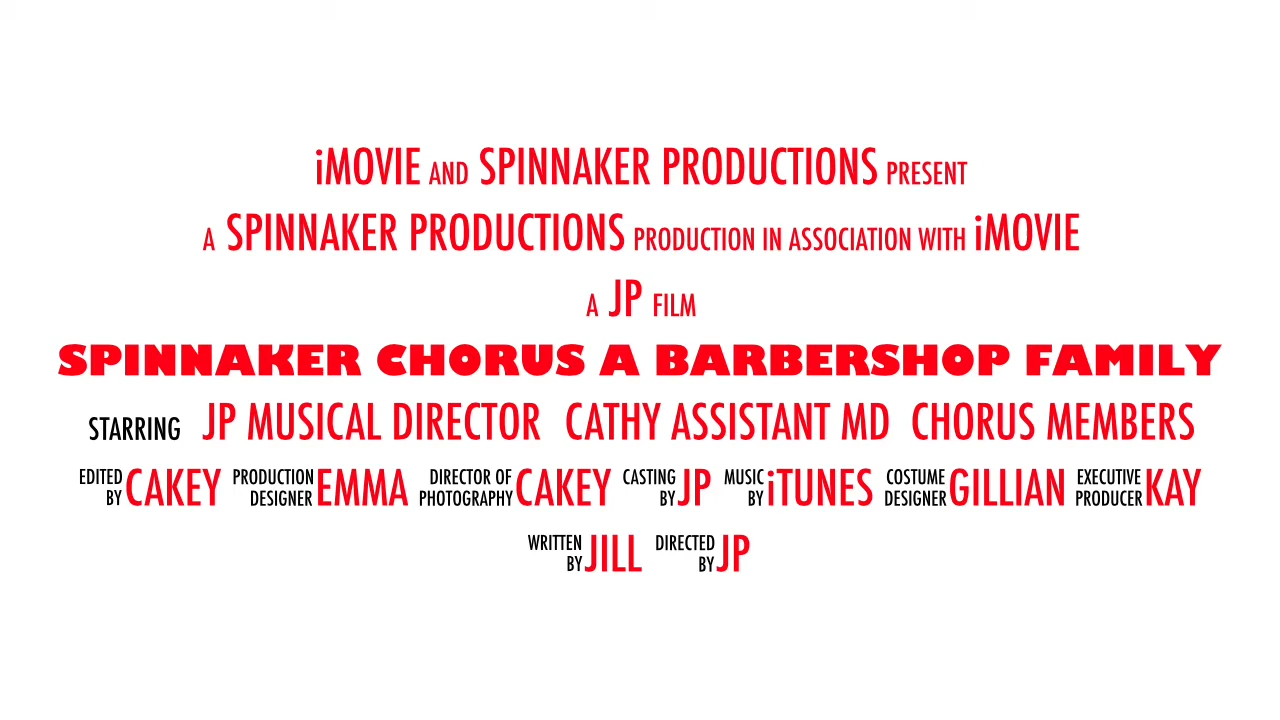 iMOVIE AND SPINNAKER PRODUCTIONS PRESENT
A SPINNAKER PRODUCTIONS PRODUCTION IN ASSOCIATION WITH iMOVIE
A JP FILM
SPINNAKER CHORUS A BARBERSHOP FAMILY
STARRING JP MUSICAL DIRECTOR CATHY ASSISTANT MD CHORUS MEMBERS
EDITED BY CAKEY PRODUCTION DESIGNER EMMA DIRECTOR OF PHOTOGRAPHY CAKEY CASTING BY JP MUSIC BY iTUNES COSTUME DESIGNER GILLIAN EXECUTIVE PRODUCER KAY
WRITTEN BY JILL DIRECTED BY JP